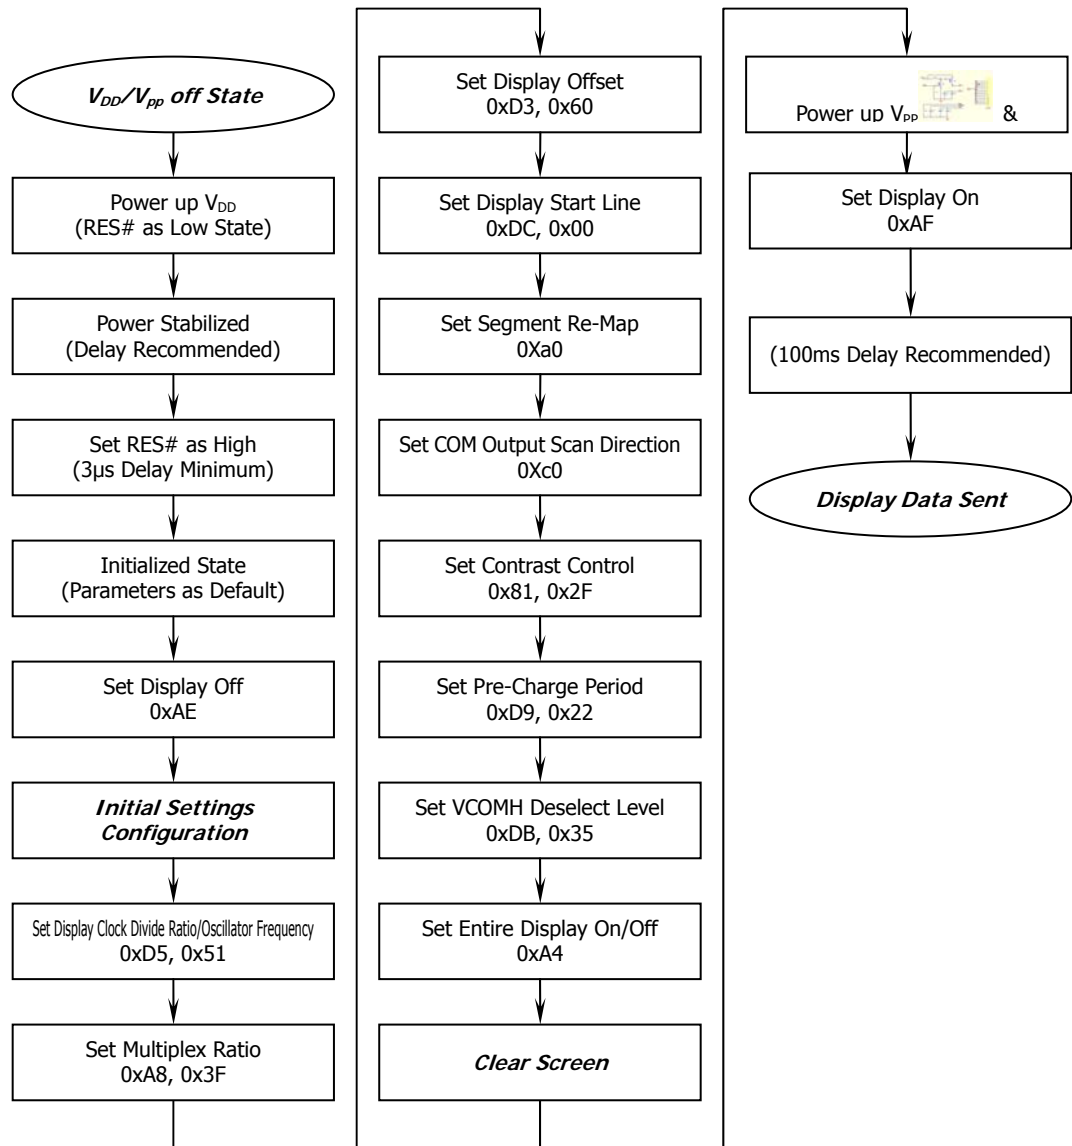 V_DD/V_pp off State
Power up V_DD
(RES# as Low State)
Power Stabilized
(Delay Recommended)
Set RES# as High
(3µs Delay Minimum)
Initialized State
(Parameters as Default)
Set Display Off
0xAE
Initial Settings
Configuration
Set Display Clock Divide Ratio/Oscillator Frequency
0xD5, 0x51
Set Multiplex Ratio
0xA8, 0x3F
Set Display Offset
0xD3, 0x60
Set Display Start Line
0xDC, 0x00
Set Segment Re-Map
0Xa0
Set COM Output Scan Direction
0Xc0
Set Contrast Control
0x81, 0x2F
Set Pre-Charge Period
0xD9, 0x22
Set VCOMH Deselect Level
0xDB, 0x35
Set Entire Display On/Off
0xA4
Clear Screen
Power up V_PP &
Set Display On
0xAF
(100ms Delay Recommended)
Display Data Sent